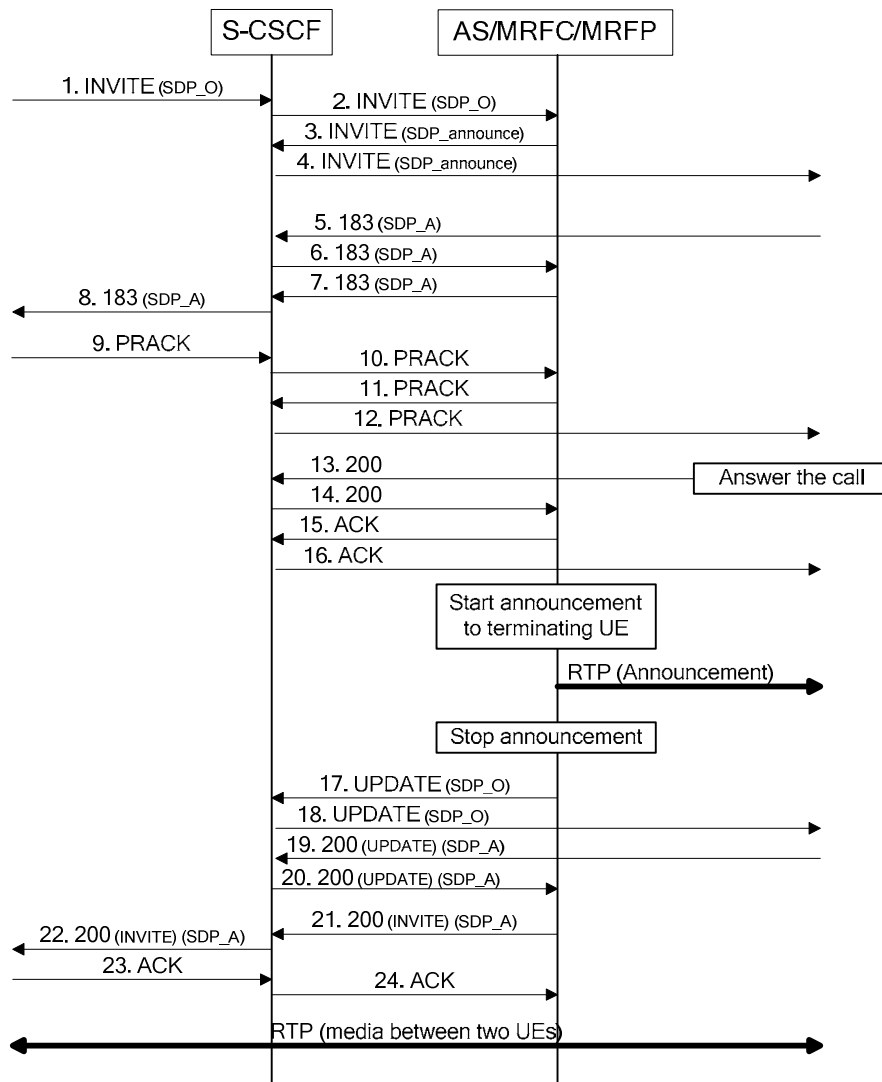 S-CSCF
AS/MRFC/MRFP
1. INVITE (SDP_O)
2. INVITE (SDP_O)
3. INVITE (SDP_announce)
4. INVITE (SDP_announce)
5. 183 (SDP_A)
6. 183 (SDP_A)
7. 183 (SDP_A)
8. 183 (SDP_A)
9. PRACK
10. PRACK
11. PRACK
12. PRACK
13. 200
Answer the call
14. 200
15. ACK
16. ACK
Start announcement
to terminating UE
RTP (Announcement)
Stop announcement
17. UPDATE (SDP_O)
18. UPDATE (SDP_O)
19. 200 (UPDATE) (SDP_A)
20. 200 (UPDATE) (SDP_A)
21. 200 (INVITE) (SDP_A)
22. 200 (INVITE) (SDP_A)
23. ACK
24. ACK
RTP (media between two UEs)